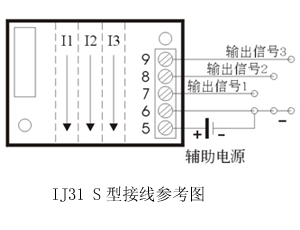 I1 I2 I3
9 输出信号3
8 输出信号2
7 输出信号1
6 -
5 + -
辅助电源
IJ31 S 型接线参考图